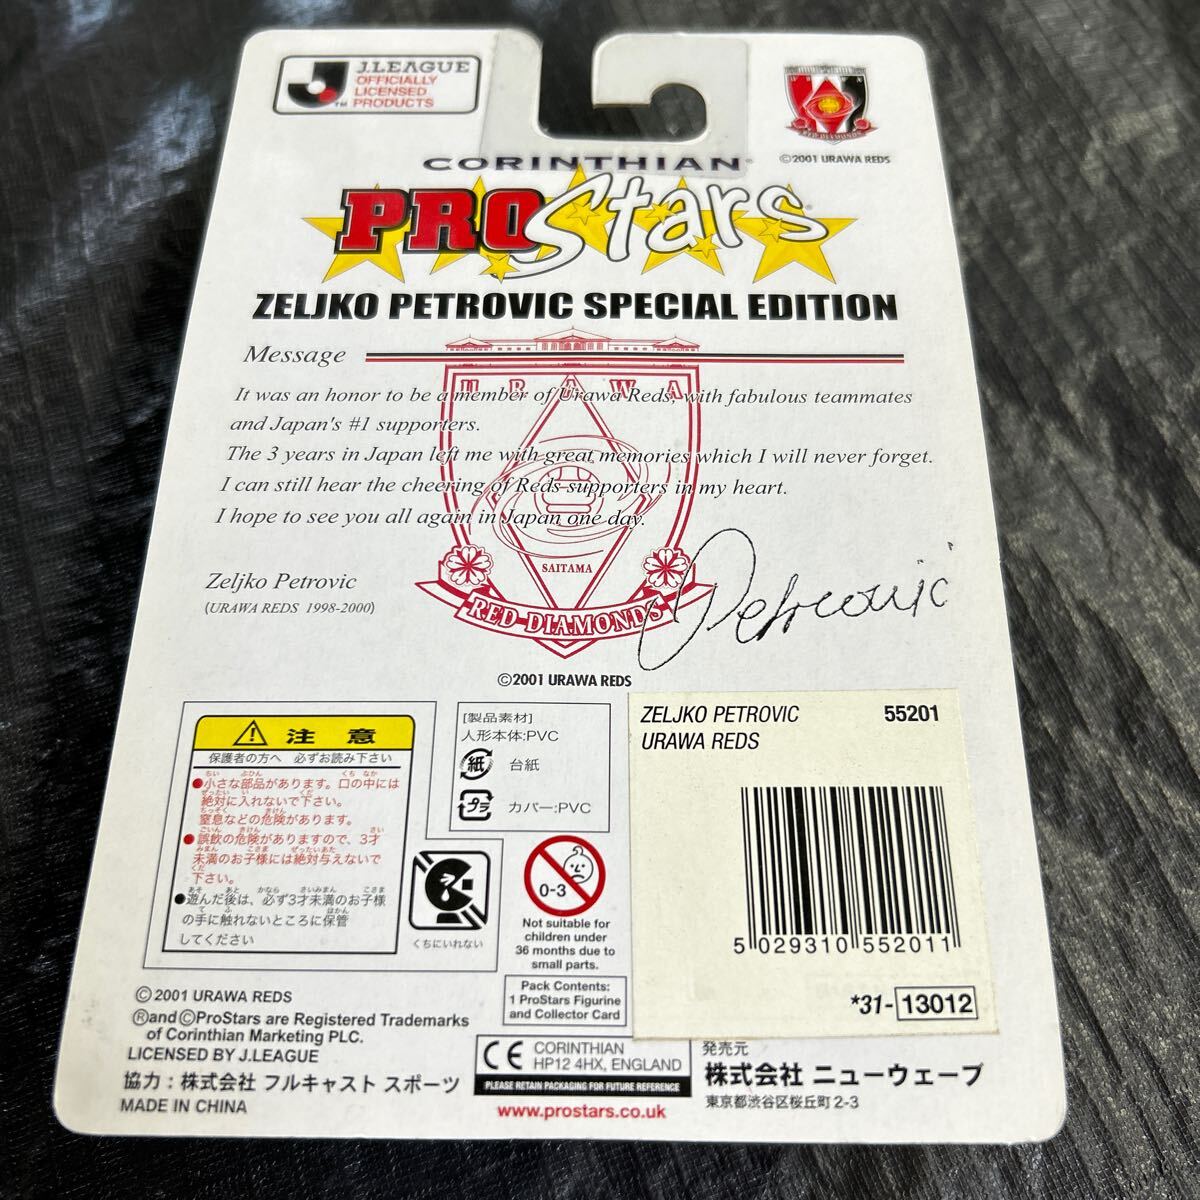 J.LEAGUE
OFFICIALLY
LICENSED
PRODUCTS
TM
RED DIAMONDS
©2001 URAWA REDS
CORINTHIAN®
PROStars
ZELJKO PETROVIC SPECIAL EDITION
Message
It was an honor to be a member of Urawa Reds, with fabulous teammates
and Japan's #1 supporters.
The 3 years in Japan left me with great memories which I will never forget.
I can still hear the cheering of Reds supporters in my heart.
I hope to see you all again in Japan one day.
Zeljko Petrovic
(URAWA REDS 1998-2000)
URAWA
SAITAMA
RED DIAMONDS
Petrovic
©2001 URAWA REDS
注意
保護者の方へ 必ずお読み下さい
●小さな部品があります。口の中には
絶対に入れないで下さい。
窒息などの危険があります。
●誤飲の危険がありますので、3才
未満のお子様には絶対与えないで
下さい。
●遊んだ後は、必ず3才未満のお子様
の手に触れないところに保管
してください
くちにいれない
[製品素材]
人形本体:PVC
紙 台紙
プラ カバー:PVC
0-3
Not suitable for
children under
36 months due to
small parts.
Pack Contents:
1 ProStars Figurine
and Collector Card
ZELJKO PETROVIC 55201
URAWA REDS
5 029310 552011
*31-13012
©2001 URAWA REDS
®and©ProStars are Registered Trademarks
of Corinthian Marketing PLC.
LICENSED BY J.LEAGUE
協力：株式会社 フルキャスト スポーツ
MADE IN CHINA
CE CORINTHIAN
HP12 4HX, ENGLAND
PLEASE RETAIN PACKAGING FOR FUTURE REFERENCE
www.prostars.co.uk
発売元
株式会社 ニューウェーブ
東京都渋谷区桜丘町2-3